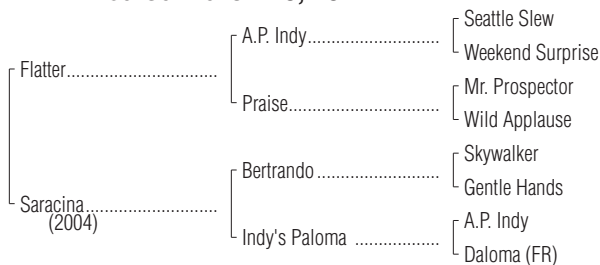 Seattle Slew
A.P. Indy
Weekend Surprise
Flatter
Mr. Prospector
Praise
Wild Applause
Skywalker
Bertrando
Gentle Hands
Saracina
(2004)
A.P. Indy
Indy's Paloma
Daloma (FR)